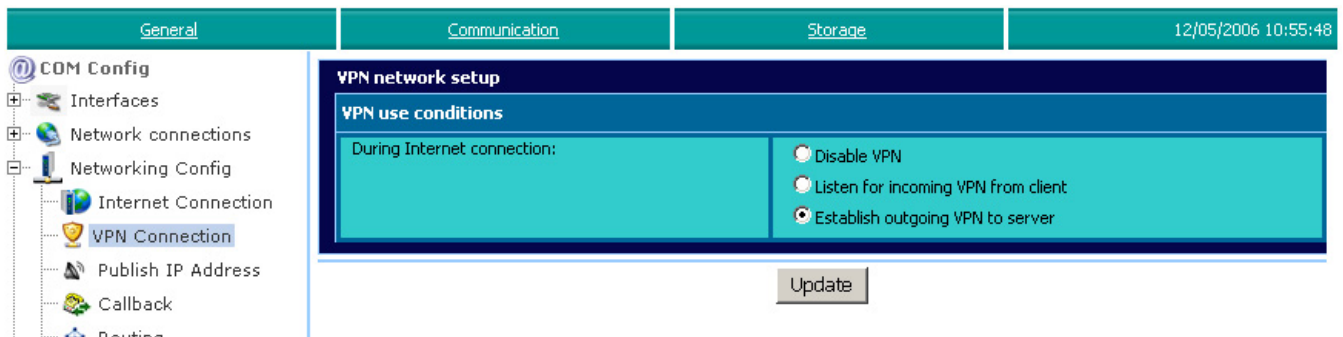 General Communication Storage 12/05/2006 10:55:48
COM Config
Interfaces
Network connections
Networking Config
Internet Connection
VPN Connection
Publish IP Address
Callback
Routing
VPN network setup
VPN use conditions
During Internet connection:
Disable VPN
Listen for incoming VPN from client
Establish outgoing VPN to server
Update